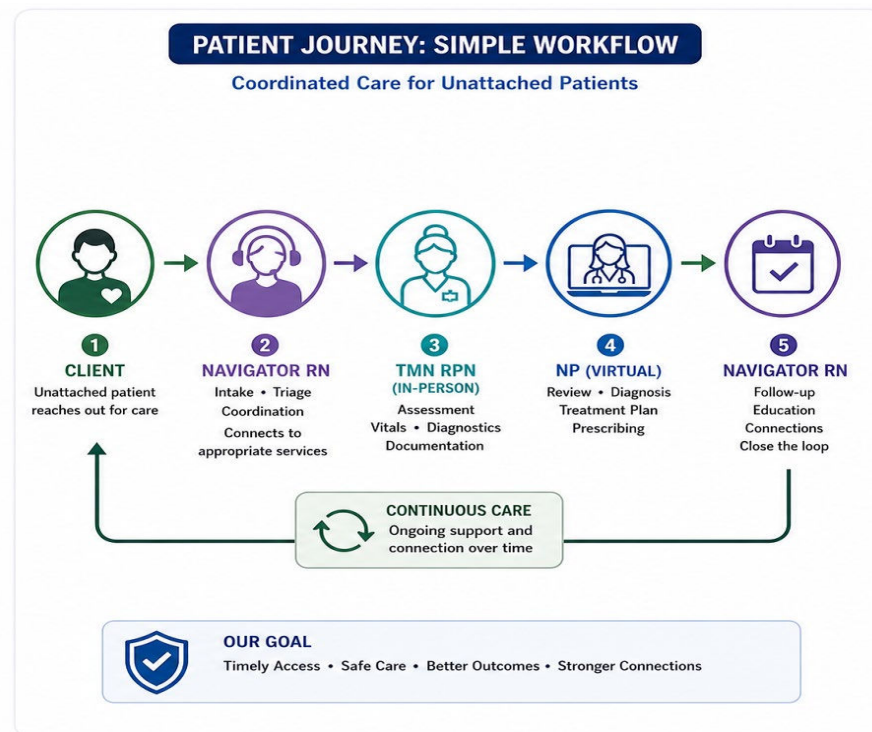 PATIENT JOURNEY: SIMPLE WORKFLOW
Coordinated Care for Unattached Patients
1
CLIENT
Unattached patient
reaches out for care
2
NAVIGATOR RN
Intake • Triage
Coordination
Connects to
appropriate services
3
TMN RPN
(IN-PERSON)
Assessment
Vitals • Diagnostics
Documentation
4
NP (VIRTUAL)
Review • Diagnosis
Treatment Plan
Prescribing
5
NAVIGATOR RN
Follow-up
Education
Connections
Close the loop
CONTINUOUS CARE
Ongoing support and
connection over time
OUR GOAL
Timely Access • Safe Care • Better Outcomes • Stronger Connections